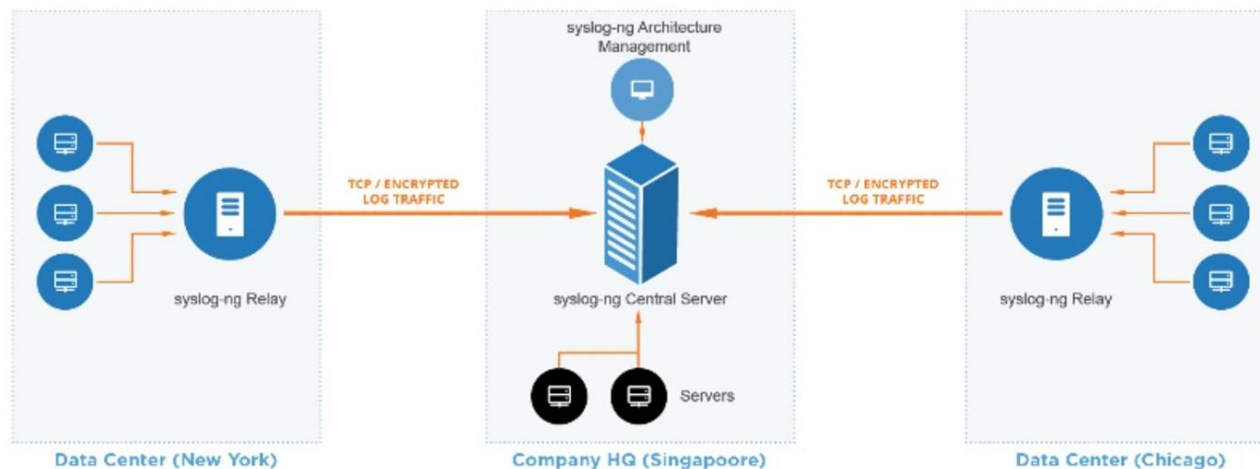 syslog-ng Architecture
Management
TCP / ENCRYPTED
LOG TRAFFIC
TCP / ENCRYPTED
LOG TRAFFIC
syslog-ng Relay
syslog-ng Central Server
syslog-ng Relay
Servers
Data Center (New York)
Company HQ (Singapoore)
Data Center (Chicago)